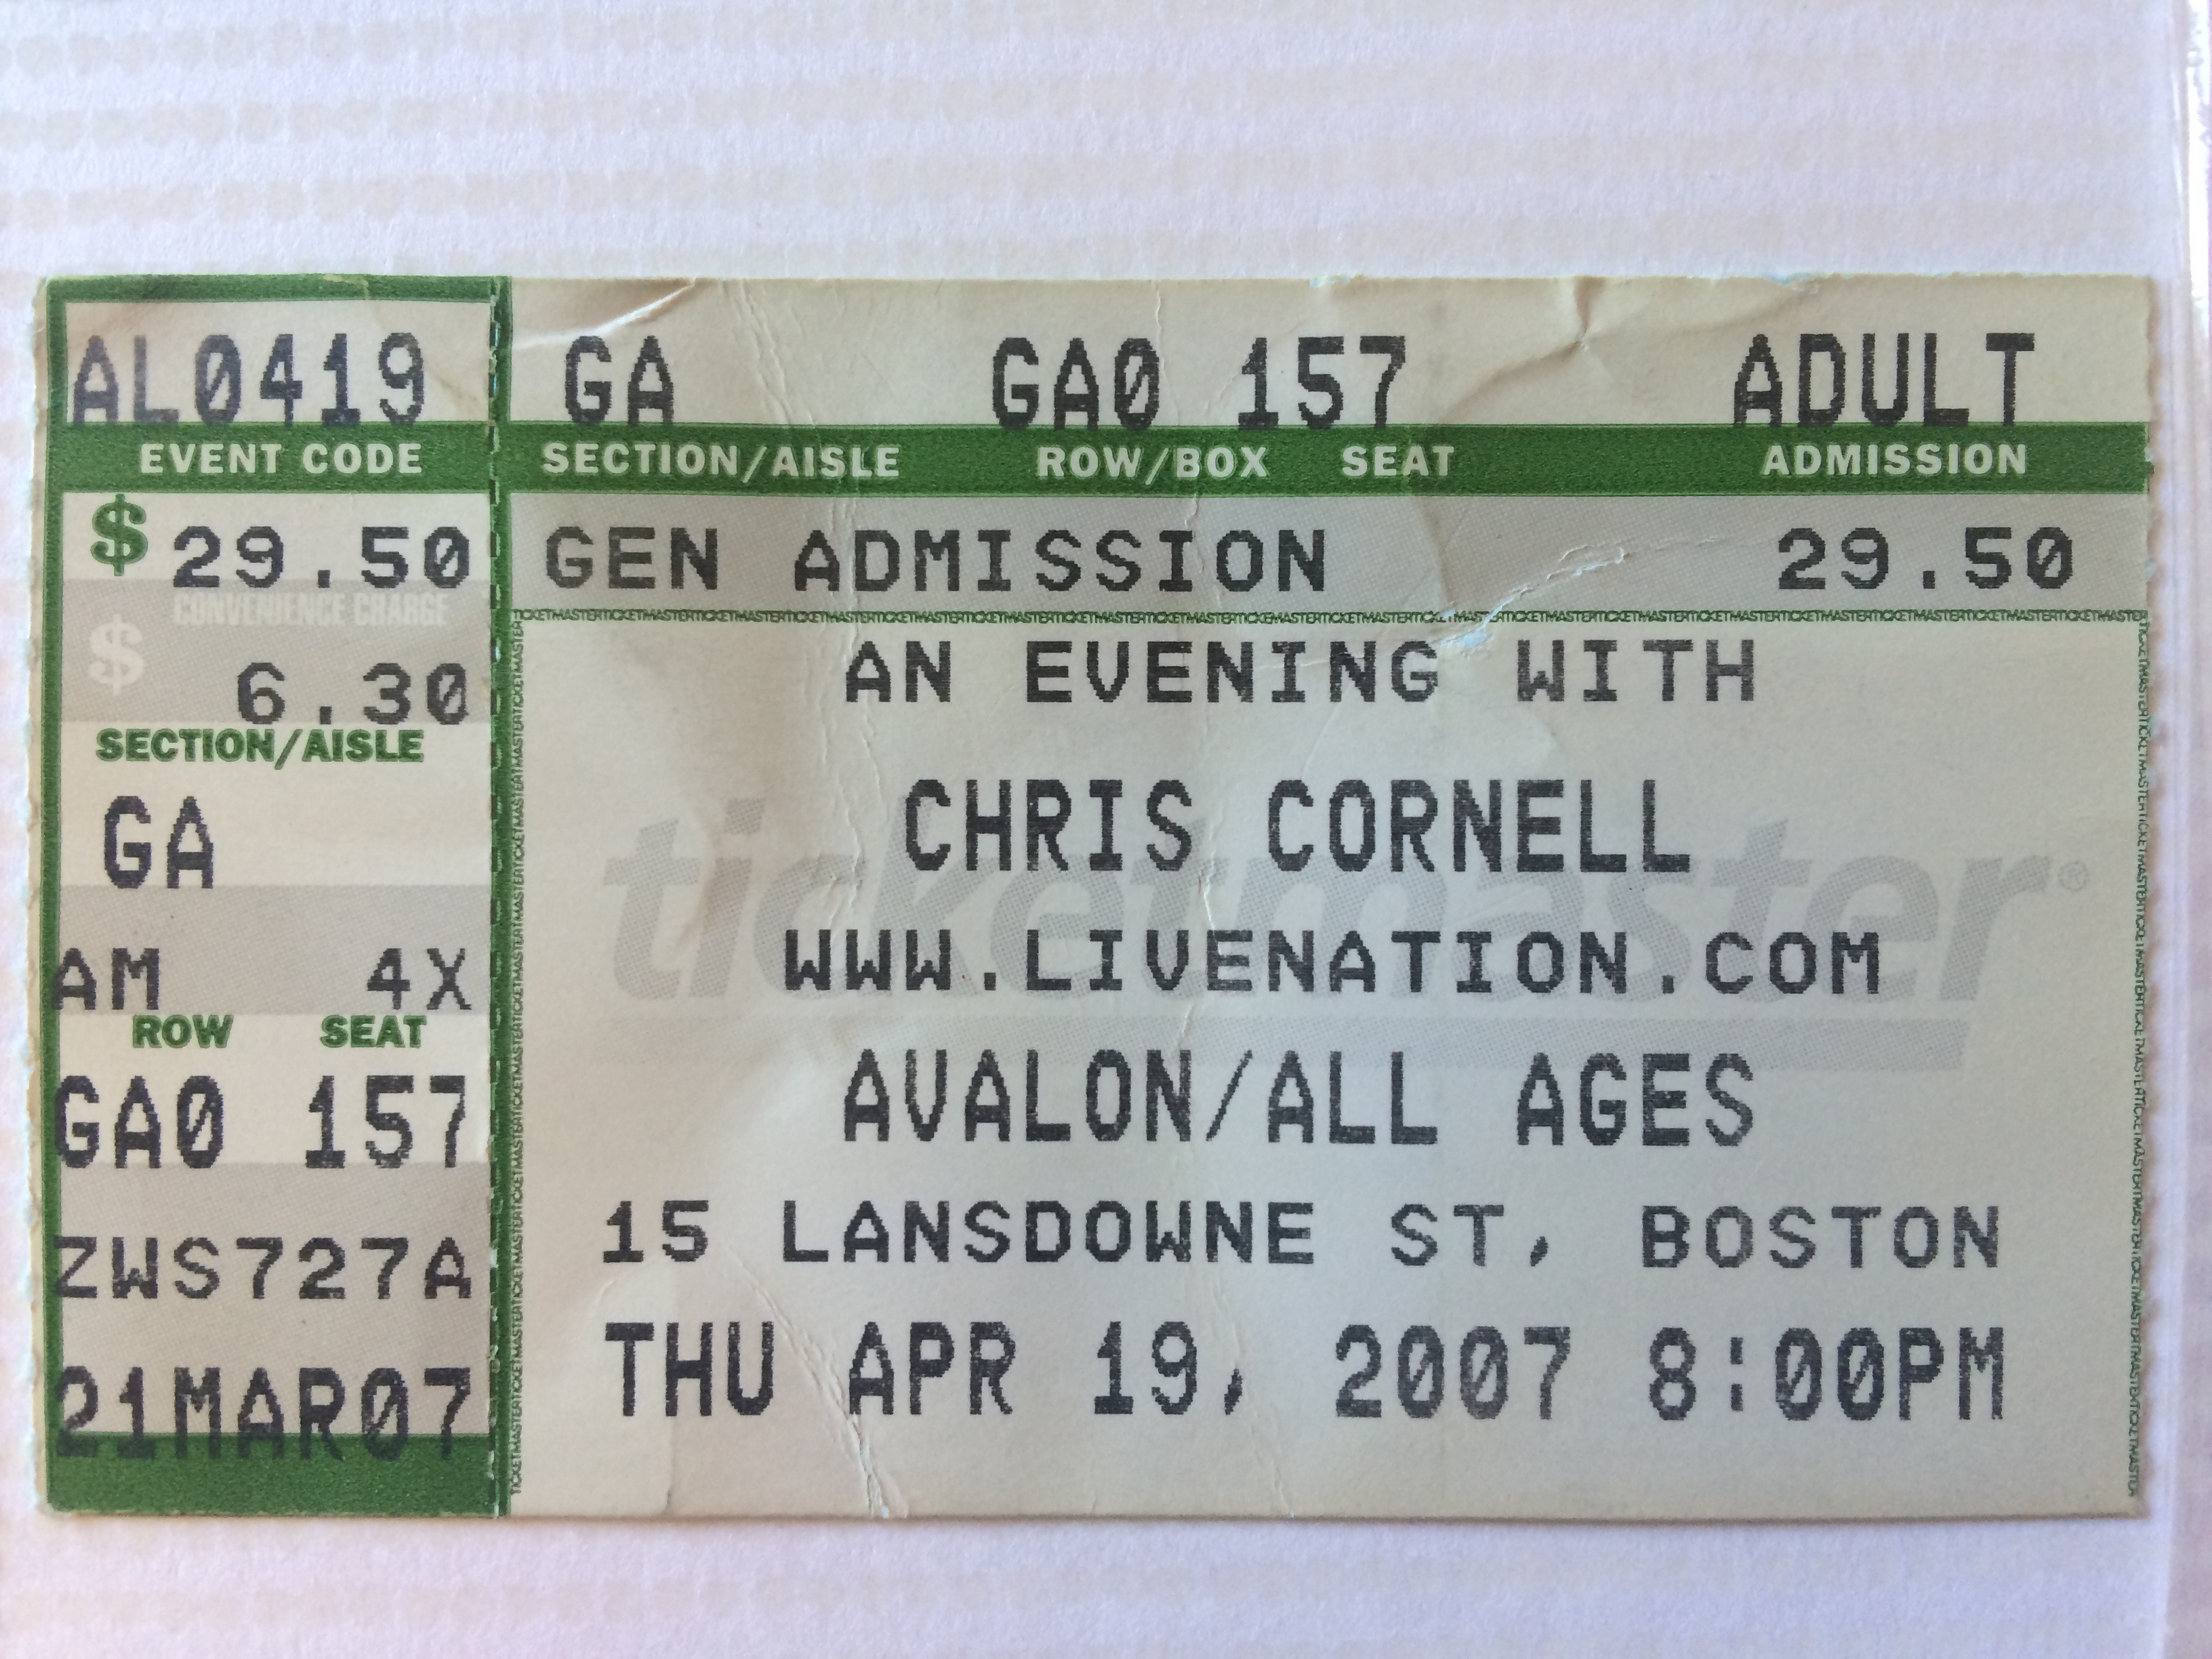 AL0419
EVENT CODE
$ 29.50
CONVENIENCE CHARGE
$ 6.30
SECTION/AISLE
GA
AM 4X
ROW SEAT
GA0 157
ZWS727A
21MAR07
GA GA0 157 ADULT
SECTION/AISLE ROW/BOX SEAT ADMISSION
GEN ADMISSION 29.50
TICKETMASTERTICKETMASTERTICKETMASTERTICKETMASTERTICKETMASTERTICKETMASTERTICKETMASTERTICKETMASTERTICKETMASTERTICKETMASTERTICKETMASTERTICKETMASTERTICKETMASTERTICKETMASTERTICKETMASTERTICKETMASTERTICKETMASTERTICKETMASTER
AN EVENING WITH
CHRIS CORNELL
ticketmaster®
WWW.LIVENATION.COM
AVALON/ALL AGES
15 LANSDOWNE ST, BOSTON
THU APR 19, 2007 8:00PM